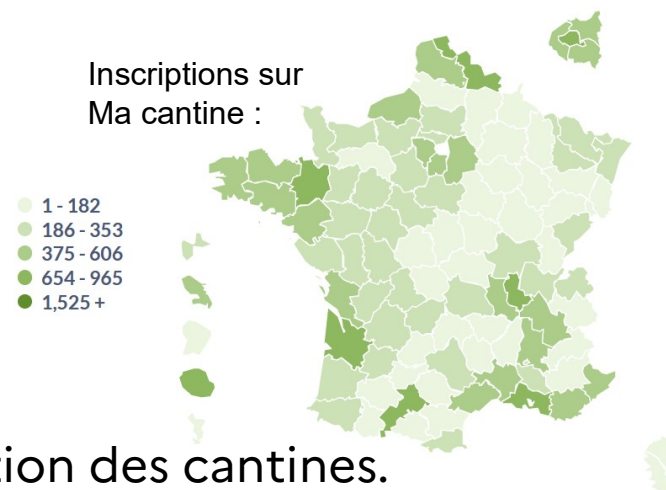 Inscriptions sur
Ma cantine :
1 - 182
186 - 353
375 - 606
654 - 965
1,525 +
tion des cantines.